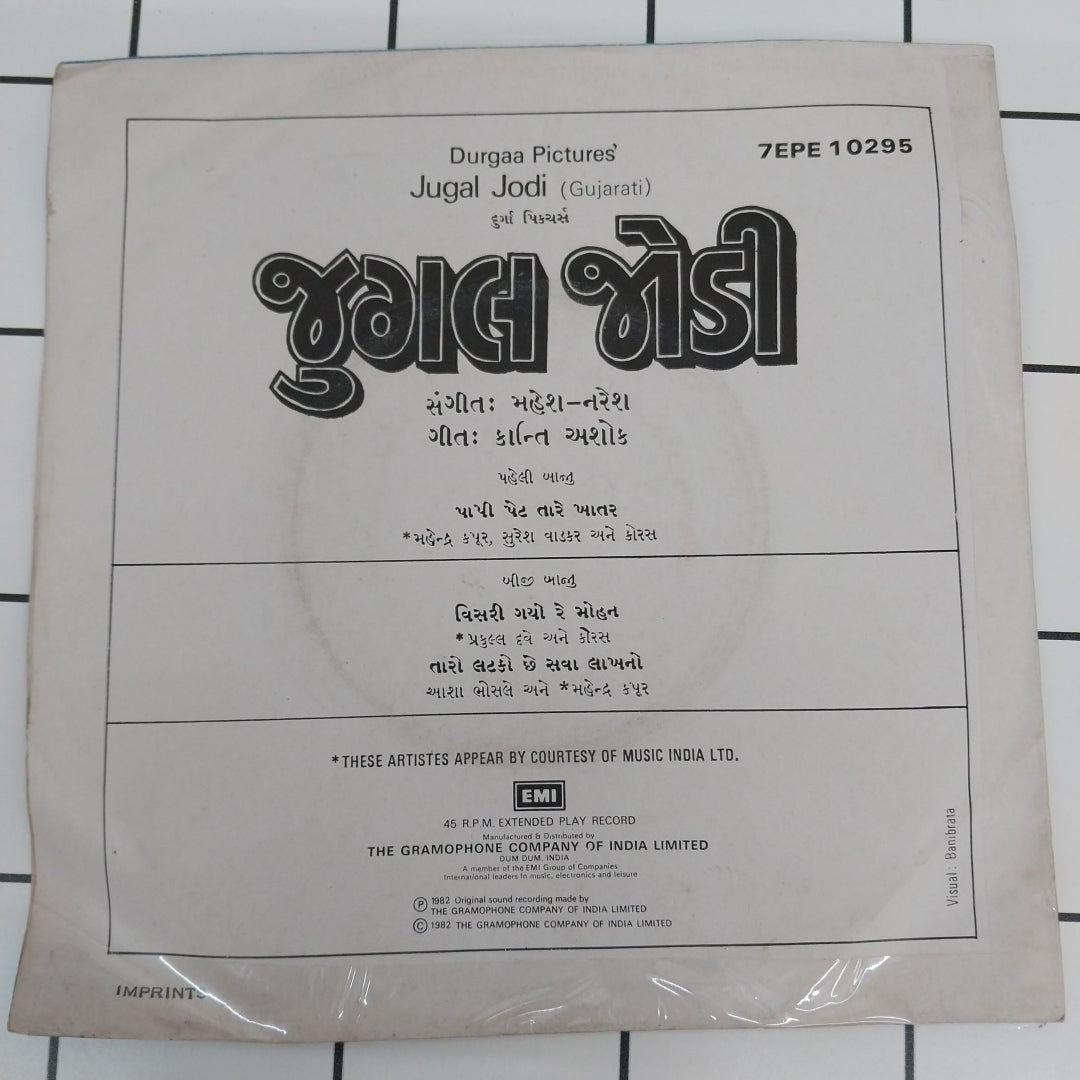 Durgaa Pictures'
7EPE 10295
Jugal Jodi (Gujarati)
દુર્ગા પિક્ચર્સ
જુગલ જોડી
સંગીત: મહેશ-નરેશ
ગીત: કાન્તિ અશોક
પહેલી બાજુ
પાપી પેટ તારે ખાતર
*મહેન્દ્ર કપૂર, સુરેશ વાડકર અને કોરસ
બીજી બાજુ
વિસરી ગયો રે મોહન
*પ્રફુલ્લ દવે અને કોરસ
તારો લટકો છે સવા લાખનો
આશા ભોસલે અને *મહેન્દ્ર કપૂર
*THESE ARTISTES APPEAR BY COURTESY OF MUSIC INDIA LTD.
EMI
45 R.P.M. EXTENDED PLAY RECORD
Manufactured & Distributed by
THE GRAMOPHONE COMPANY OF INDIA LIMITED
DUM DUM, INDIA
A member of the EMI Group of Companies
International leaders in music, electronics and leisure
Ⓟ 1982 Original sound recording made by
THE GRAMOPHONE COMPANY OF INDIA LIMITED
© 1982 THE GRAMOPHONE COMPANY OF INDIA LIMITED
Visual: Banibrata
IMPRINTS